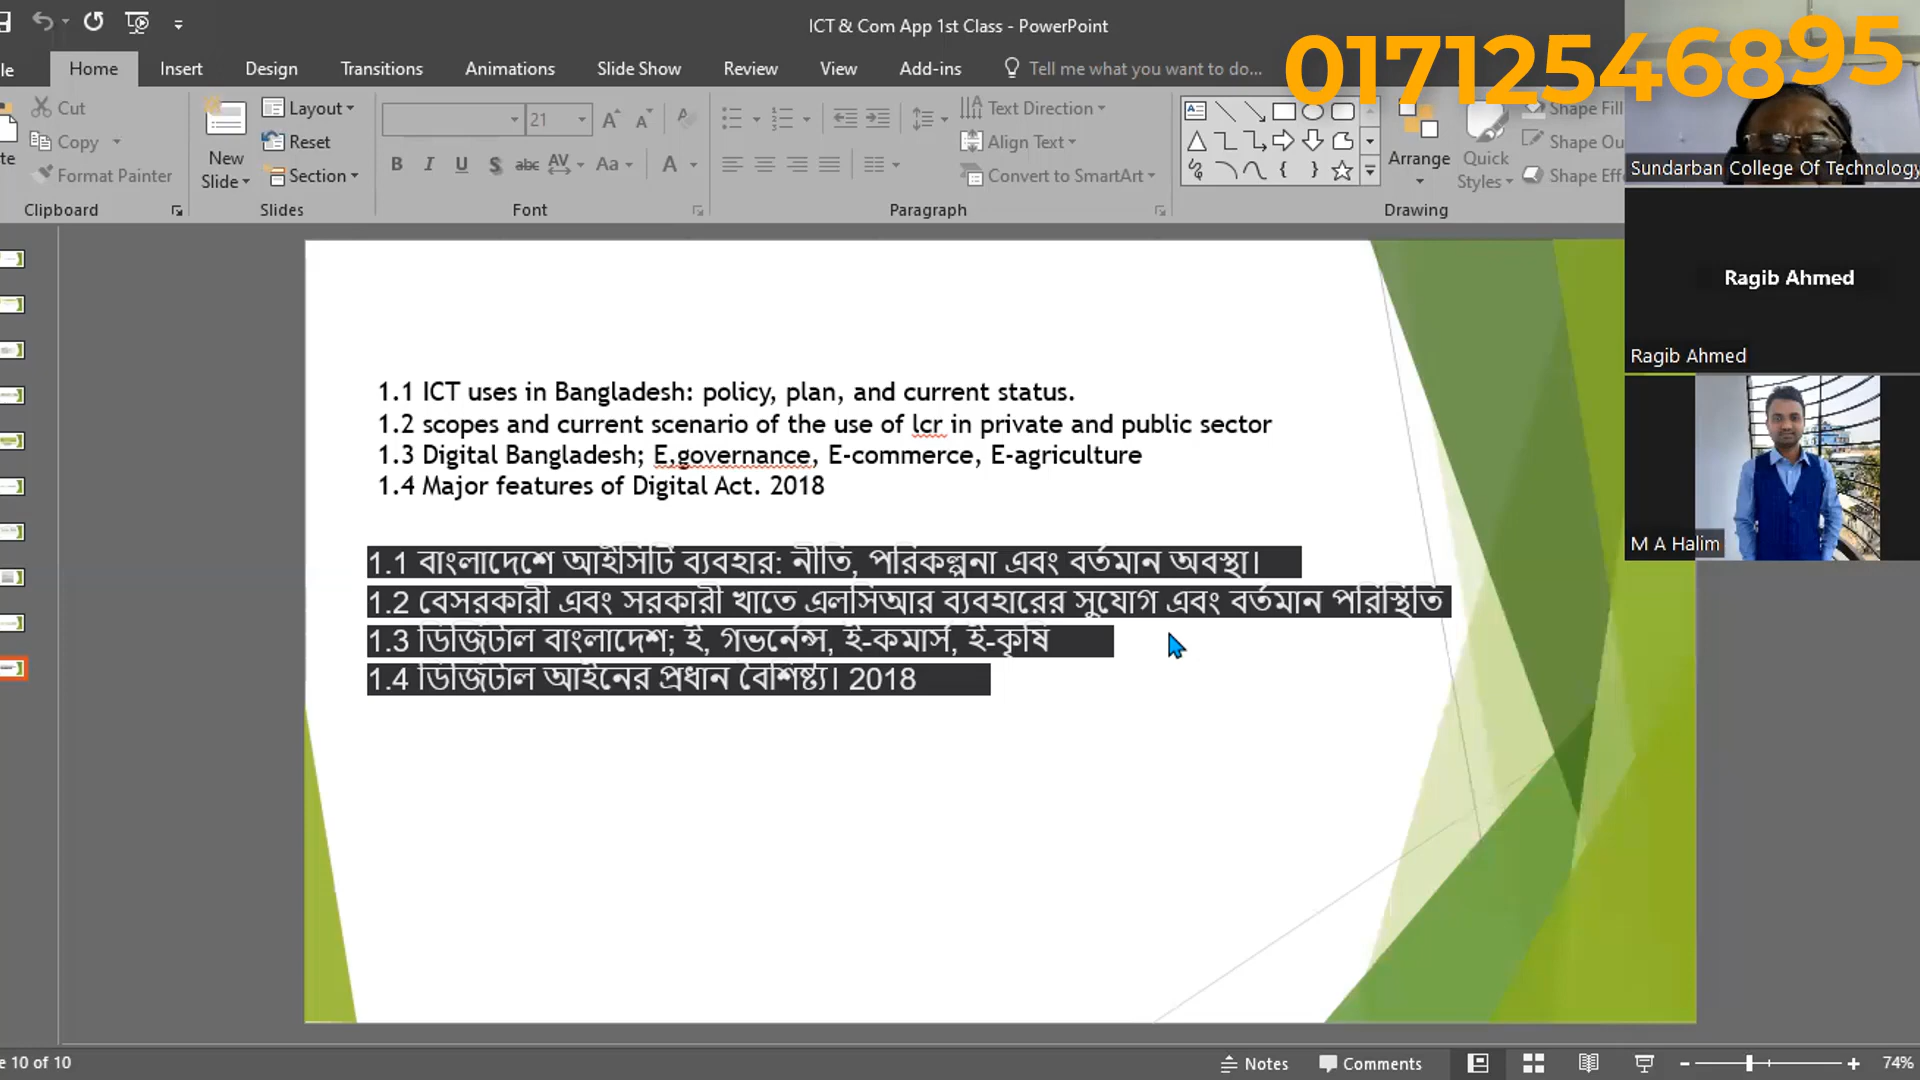 ICT & Com App 1st Class - PowerPoint
01712546895
Home Insert Design Transitions Animations Slide Show Review View Add-ins Tell me what you want to do...
Cut
Copy
Format Painter
Clipboard
New Slide
Layout
Reset
Section
Slides
21
B I U S abc AV Aa A
Font
Text Direction
Align Text
Convert to SmartArt
Paragraph
Arrange
Quick Styles
Shape Fill
Shape Ou
Shape Effe
Drawing
Sundarban College Of Technology
Ragib Ahmed
Ragib Ahmed
M A Halim
1.1 ICT uses in Bangladesh: policy, plan, and current status.
1.2 scopes and current scenario of the use of lcr in private and public sector
1.3 Digital Bangladesh; E,governance, E-commerce, E-agriculture
1.4 Major features of Digital Act. 2018
1.1 বাংলাদেশে আইসিটি ব্যবহার: নীতি, পরিকল্পনা এবং বর্তমান অবস্থা।
1.2 বেসরকারী এবং সরকারী খাতে এলসিআর ব্যবহারের সুযোগ এবং বর্তমান পরিস্থিতি
1.3 ডিজিটাল বাংলাদেশ; ই, গভর্নেন্স, ই-কমার্স, ই-কৃষি
1.4 ডিজিটাল আইনের প্রধান বৈশিষ্ট্য। 2018
e 10 of 10
Notes Comments 74%